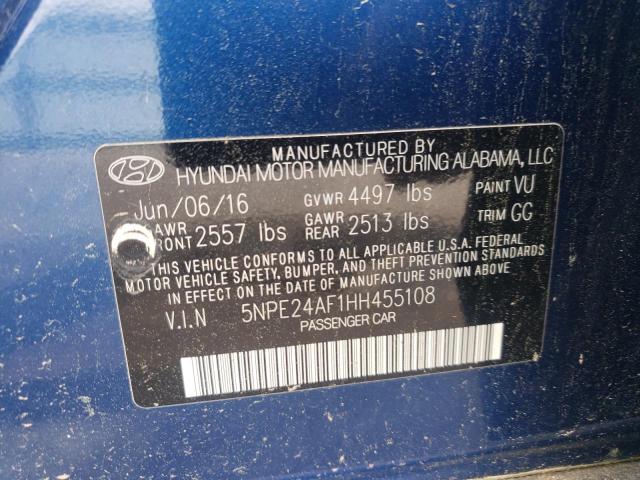 MANUFACTURED BY
HYUNDAI MOTOR MANUFACTURING ALABAMA, LLC
Jun/06/16 GVWR 4497 lbs PAINT VU
GAWR FRONT 2557 lbs GAWR REAR 2513 lbs TRIM GG
THIS VEHICLE CONFORMS TO ALL APPLICABLE U.S.A. FEDERAL
MOTOR VEHICLE SAFETY, BUMPER, AND THEFT PREVENTION
STANDARDS IN EFFECT ON THE DATE OF MANUFACTURE SHOWN ABOVE
V.I.N 5NPE24AF1HH455108
PASSENGER CAR